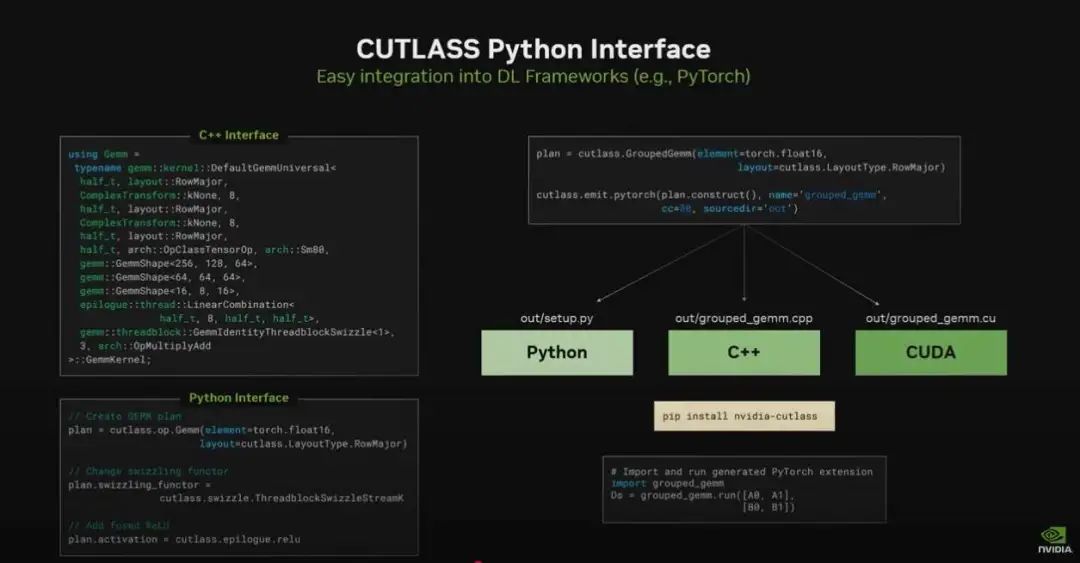 CUTLASS Python Interface
Easy integration into DL Frameworks (e.g., PyTorch)
C++ Interface
using Gemm =
typename gemm::kernel::DefaultGemmUniversal<
half_t, layout::RowMajor,
ComplexTransform::kNone, 8,
half_t, layout::RowMajor,
ComplexTransform::kNone, 8,
half_t, layout::RowMajor,
half_t, arch::OpClassTensorOp, arch::Sm80,
gemm::GemmShape<256, 128, 64>,
gemm::GemmShape<64, 64, 64>,
gemm::GemmShape<16, 8, 16>,
epilogue::thread::LinearCombination<
half_t, 8, half_t, half_t>,
gemm::threadblock::GemmIdentityThreadblockSwizzle<1>,
3, arch::OpMultiplyAdd
>::GemmKernel;
Python Interface
// Create GEMM plan
plan = cutlass.op.Gemm(element=torch.float16,
layout=cutlass.LayoutType.RowMajor)
// Change swizzling functor
plan.swizzling_functor =
cutlass.swizzle.ThreadblockSwizzleStreamK
// Add fused ReLU
plan.activation = cutlass.epilogue.relu
plan = cutlass.GroupedGemm(element=torch.float16,
layout=cutlass.LayoutType.RowMajor)
cutlass.emit.pytorch(plan.construct(), name='grouped_gemm',
cc=80, sourcedir='out')
out/setup.py
Python
out/grouped_gemm.cpp
C++
out/grouped_gemm.cu
CUDA
pip install nvidia-cutlass
# Import and run generated PyTorch extension
import grouped_gemm
Ds = grouped_gemm.run([A0, A1],
[B0, B1])
NVIDIA.